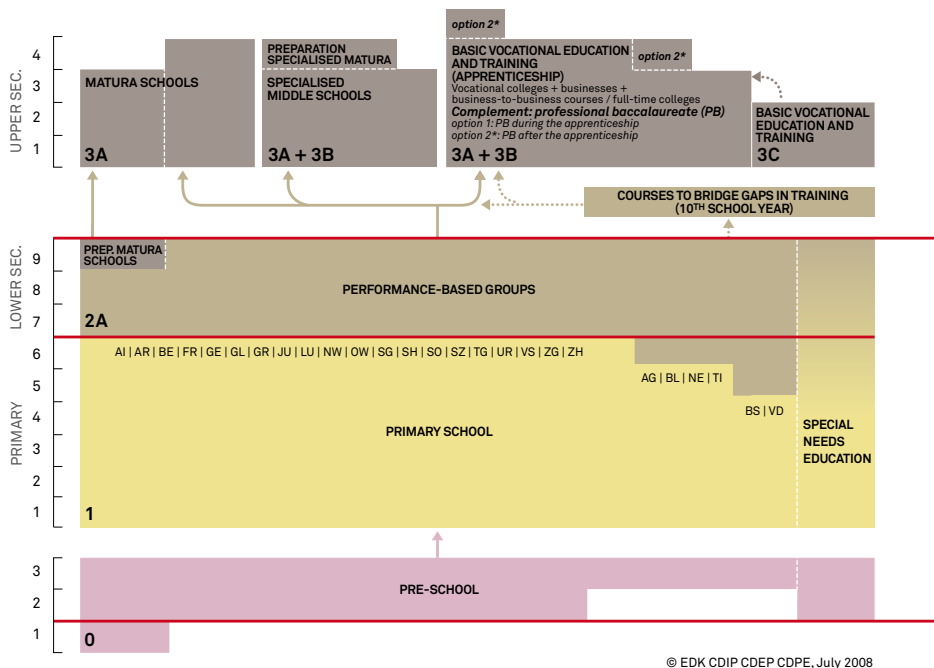 option 2*
UPPER SEC.
4
3
2
1
MATURA SCHOOLS
3A
PREPARATION
SPECIALISED MATURA
SPECIALISED
MIDDLE SCHOOLS
3A + 3B
BASIC VOCATIONAL EDUCATION
AND TRAINING
(APPRENTICESHIP)
Vocational colleges + businesses +
business-to-business courses / full-time colleges
Complement: professional baccalaureate (PB)
option 1: PB during the apprenticeship
option 2*: PB after the apprenticeship
3A + 3B
option 2*
BASIC VOCATIONAL
EDUCATION AND
TRAINING
3C
COURSES TO BRIDGE GAPS IN TRAINING
(10TH SCHOOL YEAR)
LOWER SEC.
9
8
7
PREP. MATURA
SCHOOLS
PERFORMANCE-BASED GROUPS
2A
PRIMARY
6
5
4
3
2
1
AI | AR | BE | FR | GE | GL | GR | JU | LU | NW | OW | SG | SH | SO | SZ | TG | UR | VS | ZG | ZH
AG | BL | NE | TI
BS | VD
PRIMARY SCHOOL
SPECIAL
NEEDS
EDUCATION
1
3
2
1
PRE-SCHOOL
0
© EDK CDIP CDEP CDPE, July 2008